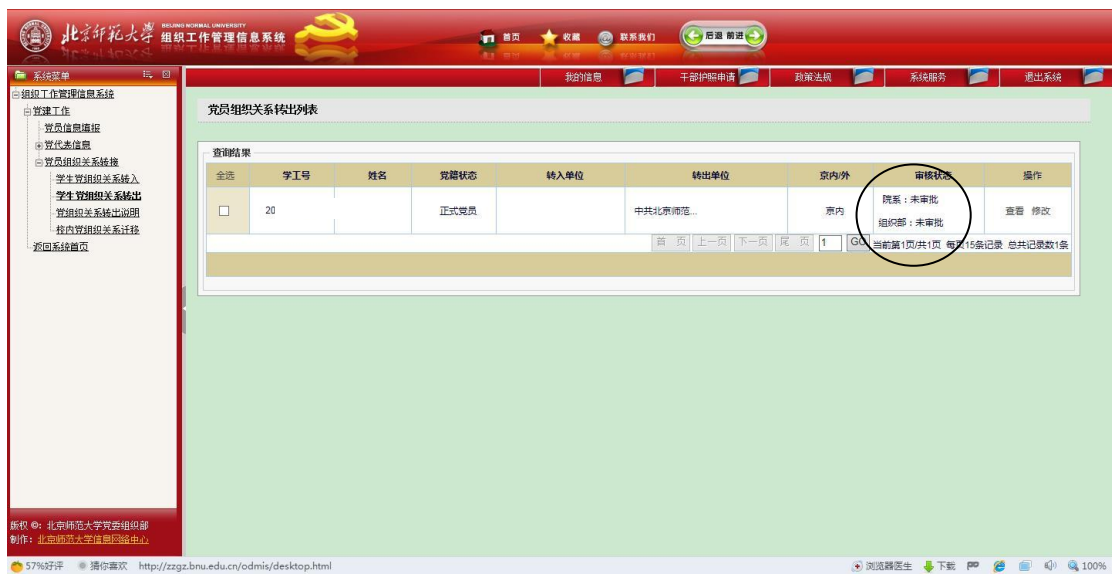 北京师范大学 BEIJING NORMAL UNIVERSITY 组织工作管理信息系统
首页 收藏 联系我们 后退 前进
系统菜单
我的信息 干部护照申请 政策法规 系统服务 退出系统
组织工作管理信息系统
党建工作
党员信息填报
党代表信息
党员组织关系转接
学生党组织关系转入
学生党组织关系转出
党组织关系转出说明
校内党组织关系迁移
返回系统首页
党员组织关系转出列表
查询结果
全选 学工号 姓名 党籍状态 转入单位 转出单位 京内/外 审核状态 操作
20 正式党员 中共北京师范... 京内 院系：未审批 查看 修改
组织部：未审批
首 页 上一页 下一页 尾 页 1 GO 当前第1页/共1页 每页15条记录 总共记录数1条
版权 ©: 北京师范大学党委组织部
制作: 北京师范大学信息网络中心
57%好评 猜你喜欢 http://zzgz.bnu.edu.cn/odmis/desktop.html 浏览器医生 下载 100%